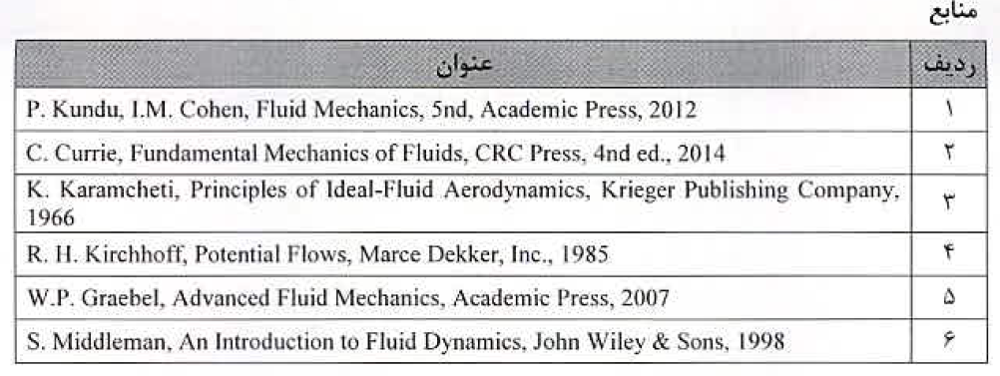 منابع
ردیف عنوان
۱ P. Kundu, I.M. Cohen, Fluid Mechanics, 5nd, Academic Press, 2012
۲ C. Currie, Fundamental Mechanics of Fluids, CRC Press, 4nd ed., 2014
۳ K. Karamcheti, Principles of Ideal-Fluid Aerodynamics, Krieger Publishing Company,
1966
۴ R. H. Kirchhoff, Potential Flows, Marce Dekker, Inc., 1985
۵ W.P. Graebel, Advanced Fluid Mechanics, Academic Press, 2007
۶ S. Middleman, An Introduction to Fluid Dynamics, John Wiley & Sons, 1998